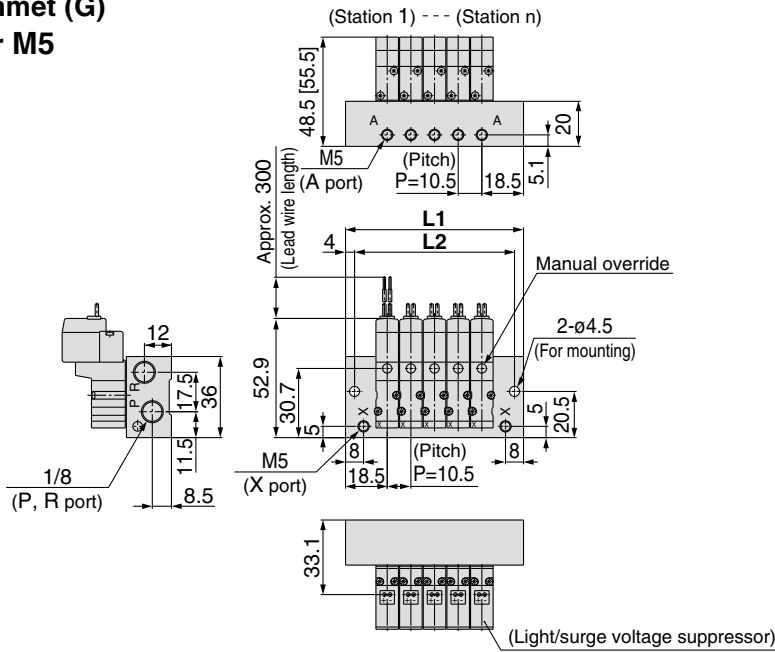 nmet (G)
r M5
(Station 1) --- (Station n)
48.5 [55.5]
A
A
20
5.1
M5
(A port)
(Pitch)
P=10.5
18.5
Approx. 300
(Lead wire length)
L1
4
L2
Manual override
2-ø4.5
(For mounting)
12
52.9
30.7
5
17.5
36
11.5
R
P
X
X
5
20.5
1/8
(P, R port)
8.5
M5
(X port)
8
18.5
(Pitch)
P=10.5
8
33.1
(Light/surge voltage suppressor)